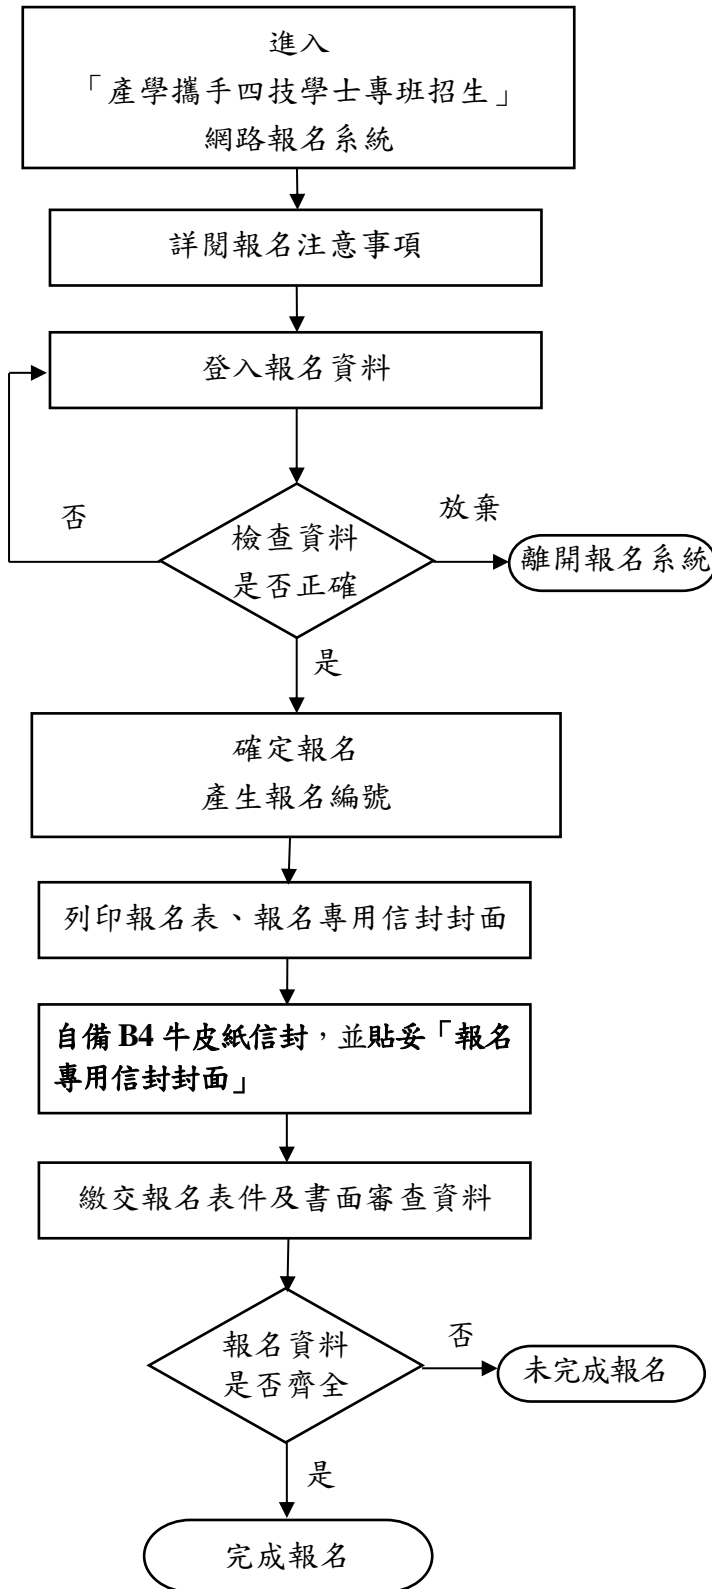 進入
「產學攜手四技學士專班招生」
網路報名系統
詳閱報名注意事項
登入報名資料
否
放棄
檢查資料
是否正確
離開報名系統
是
確定報名
產生報名編號
列印報名表、報名專用信封封面
自備 B4 牛皮紙信封，並貼妥「報名
專用信封封面」
繳交報名表件及書面審查資料
報名資料
是否齊全
否
未完成報名
是
完成報名